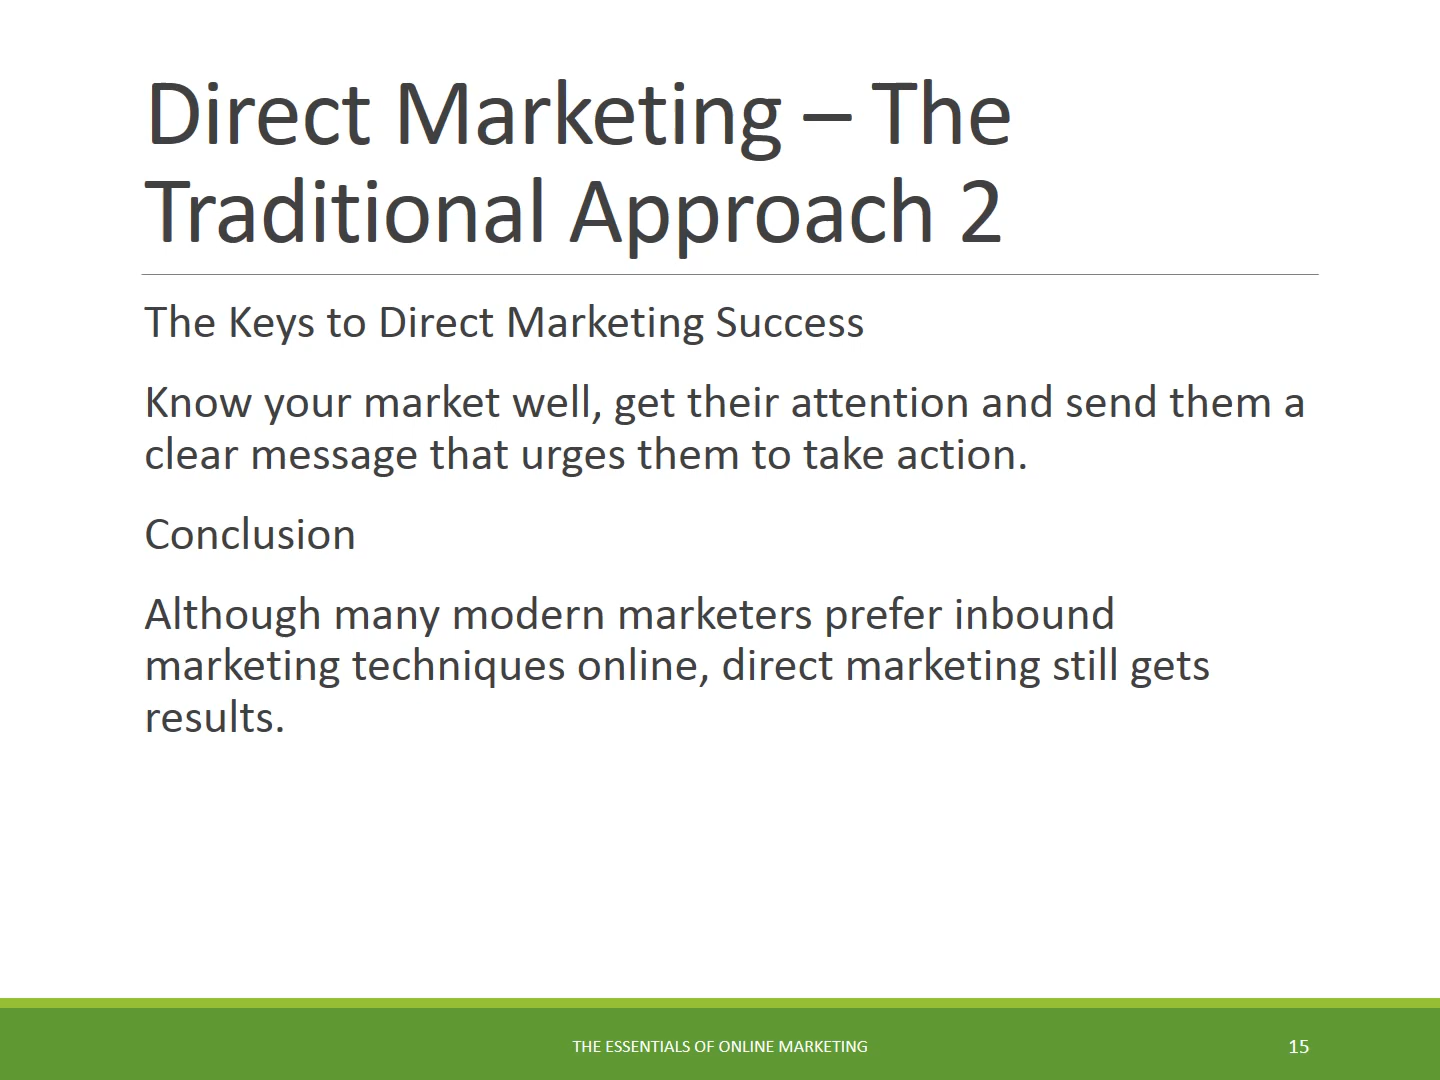 Direct Marketing – The
Traditional Approach 2
The Keys to Direct Marketing Success
Know your market well, get their attention and send them a
clear message that urges them to take action.
Conclusion
Although many modern marketers prefer inbound
marketing techniques online, direct marketing still gets
results.
THE ESSENTIALS OF ONLINE MARKETING
15